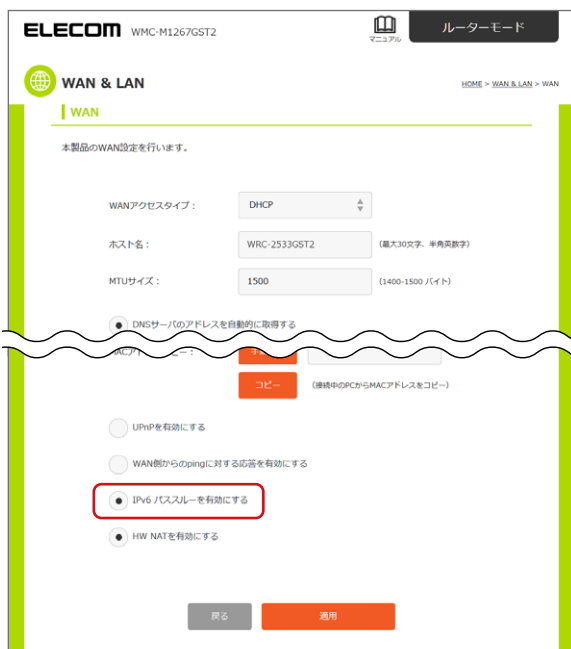 ELECOM WMC-M1267GST2 マニュアル ルーターモード
WAN & LAN HOME > WAN & LAN > WAN
WAN
本製品のWAN設定を行います。
WANアクセスタイプ： DHCP
ホスト名： WRC-2533GST2 (最大30文字、半角英数字)
MTUサイズ： 1500 (1400-1500 バイト)
DNSサーバのアドレスを自動的に取得する
コピー (接続中のPCからMACアドレスをコピー)
UPnPを有効にする
WAN側からのpingに対する応答を有効にする
IPv6 パススルーを有効にする
HW NATを有効にする
戻る 適用